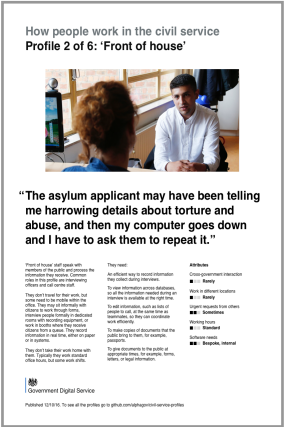 How people work in the civil service
Profile 2 of 6: 'Front of house'
“The asylum applicant may have been telling
me harrowing details about torture and
abuse, and then my computer goes down
and I have to ask them to repeat it.”
'Front of house' staff speak with
members of the public and process the
information they receive. Common
roles in this profile are interviewing
officers and call centre staff.
They don't travel for their work, but
some need to be mobile within the
office. They may sit informally with
citizens to work through forms,
interview people formally in dedicated
rooms with recording equipment, or
work in booths where they receive
citizens from a queue. They record
information in real time, either on paper
or in systems.
They don't take their work home with
them. Typically they work standard
office hours, but some work shifts.
They need:
An efficient way to record information
they collect during interviews.
To view information across databases,
so all the information needed during an
interview is available at the right time.
To edit information, such as lists of
people to call, at the same time as
teammates, so they can coordinate
work efficiently.
To make copies of documents that the
public bring to them, for example,
passports.
To give documents to the public at
appropriate times, for example, forms,
letters, or legal information.
Attributes
Cross-government interaction
Rarely
Work in different locations
Rarely
Urgent requests from others
Sometimes
Working hours
Standard
Software needs
Bespoke, internal
Government Digital Service
Published 12/10/16. To see all the profiles go to github.com/alphagov/civil-service-profiles